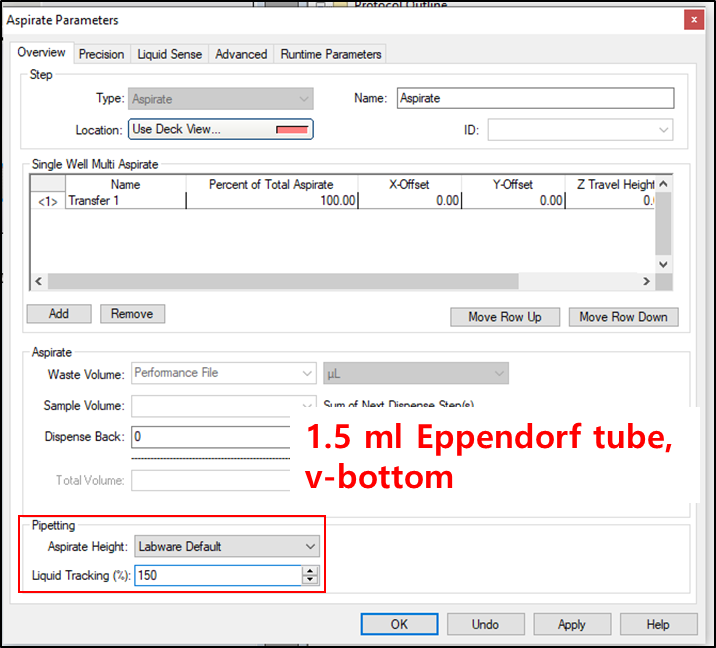 Protocol Outline
Aspirate Parameters
x
Overview Precision Liquid Sense Advanced Runtime Parameters
Step
Type: Aspirate Name: Aspirate
Location: Use Deck View... ID:
Single Well Multi Aspirate
Name Percent of Total Aspirate X-Offset Y-Offset Z Travel Height
<1> Transfer 1 100.00 0.00 0.00 0.
Add Remove Move Row Up Move Row Down
Aspirate
Waste Volume: Performance File µL
Sample Volume: Sum of Next Dispense Step(s)
Dispense Back: 0
Total Volume:
1.5 ml Eppendorf tube,
v-bottom
Pipetting
Aspirate Height: Labware Default
Liquid Tracking (%): 150
OK Undo Apply Help